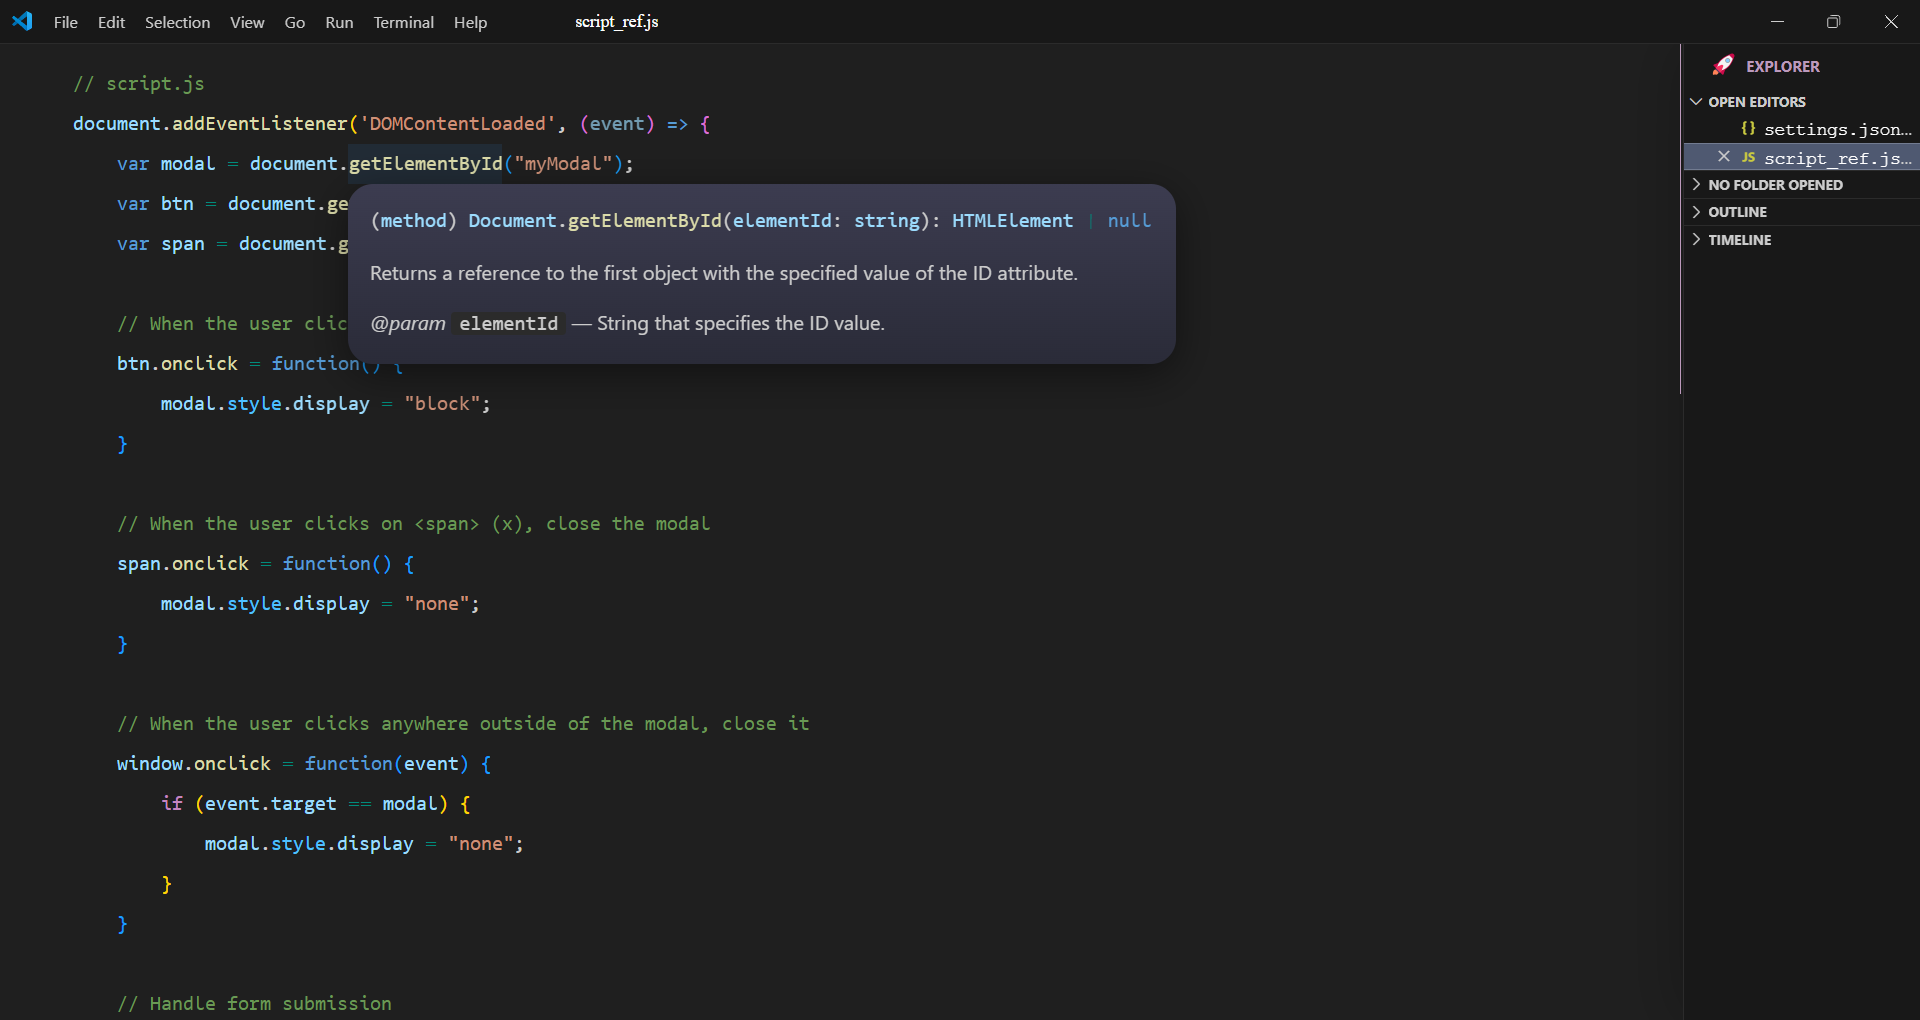 File Edit Selection View Go Run Terminal Help script_ref.js
// script.js
document.addEventListener('DOMContentLoaded', (event) => {
var modal = document.getElementById("myModal");
var btn = document.ge
var span = document.g
(method) Document.getElementById(elementId: string): HTMLElement | null
Returns a reference to the first object with the specified value of the ID attribute.
@param elementId — String that specifies the ID value.
// When the user clic
btn.onclick = function() {
modal.style.display = "block";
}
// When the user clicks on <span> (x), close the modal
span.onclick = function() {
modal.style.display = "none";
}
// When the user clicks anywhere outside of the modal, close it
window.onclick = function(event) {
if (event.target == modal) {
modal.style.display = "none";
}
}
// Handle form submission
EXPLORER
OPEN EDITORS
{} settings.json...
JS script_ref.js...
NO FOLDER OPENED
OUTLINE
TIMELINE